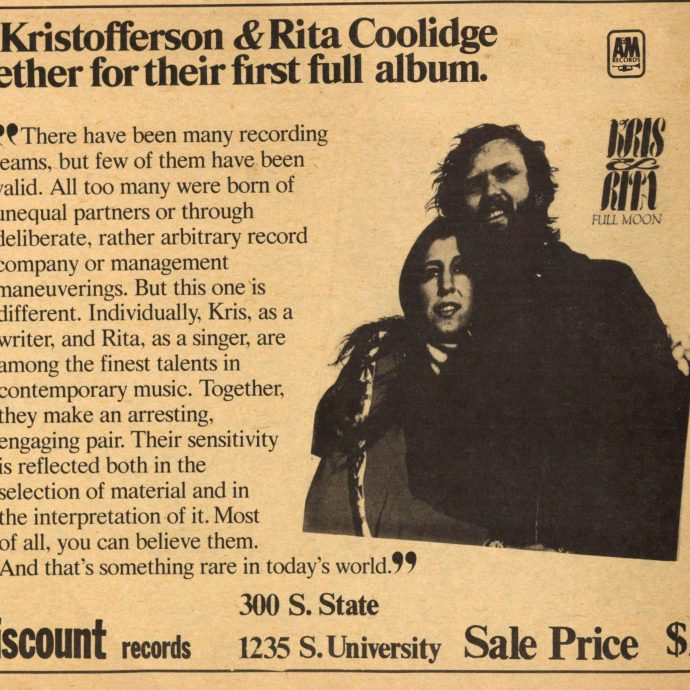 Kristofferson & Rita Coolidge
ether for their first full album.
A&M
RECORDS
KRIS
&
RITA
FULL MOON
❝There have been many recording
teams, but few of them have been
valid. All too many were born of
unequal partners or through
deliberate, rather arbitrary record
company or management
maneuverings. But this one is
different. Individually, Kris, as a
writer, and Rita, as a singer, are
among the finest talents in
contemporary music. Together,
they make an arresting,
engaging pair. Their sensitivity
is reflected both in the
selection of material and in
the interpretation of it. Most
of all, you can believe them.
And that's something rare in today's world.❞
300 S. State
iscount records
1235 S. University
Sale Price $